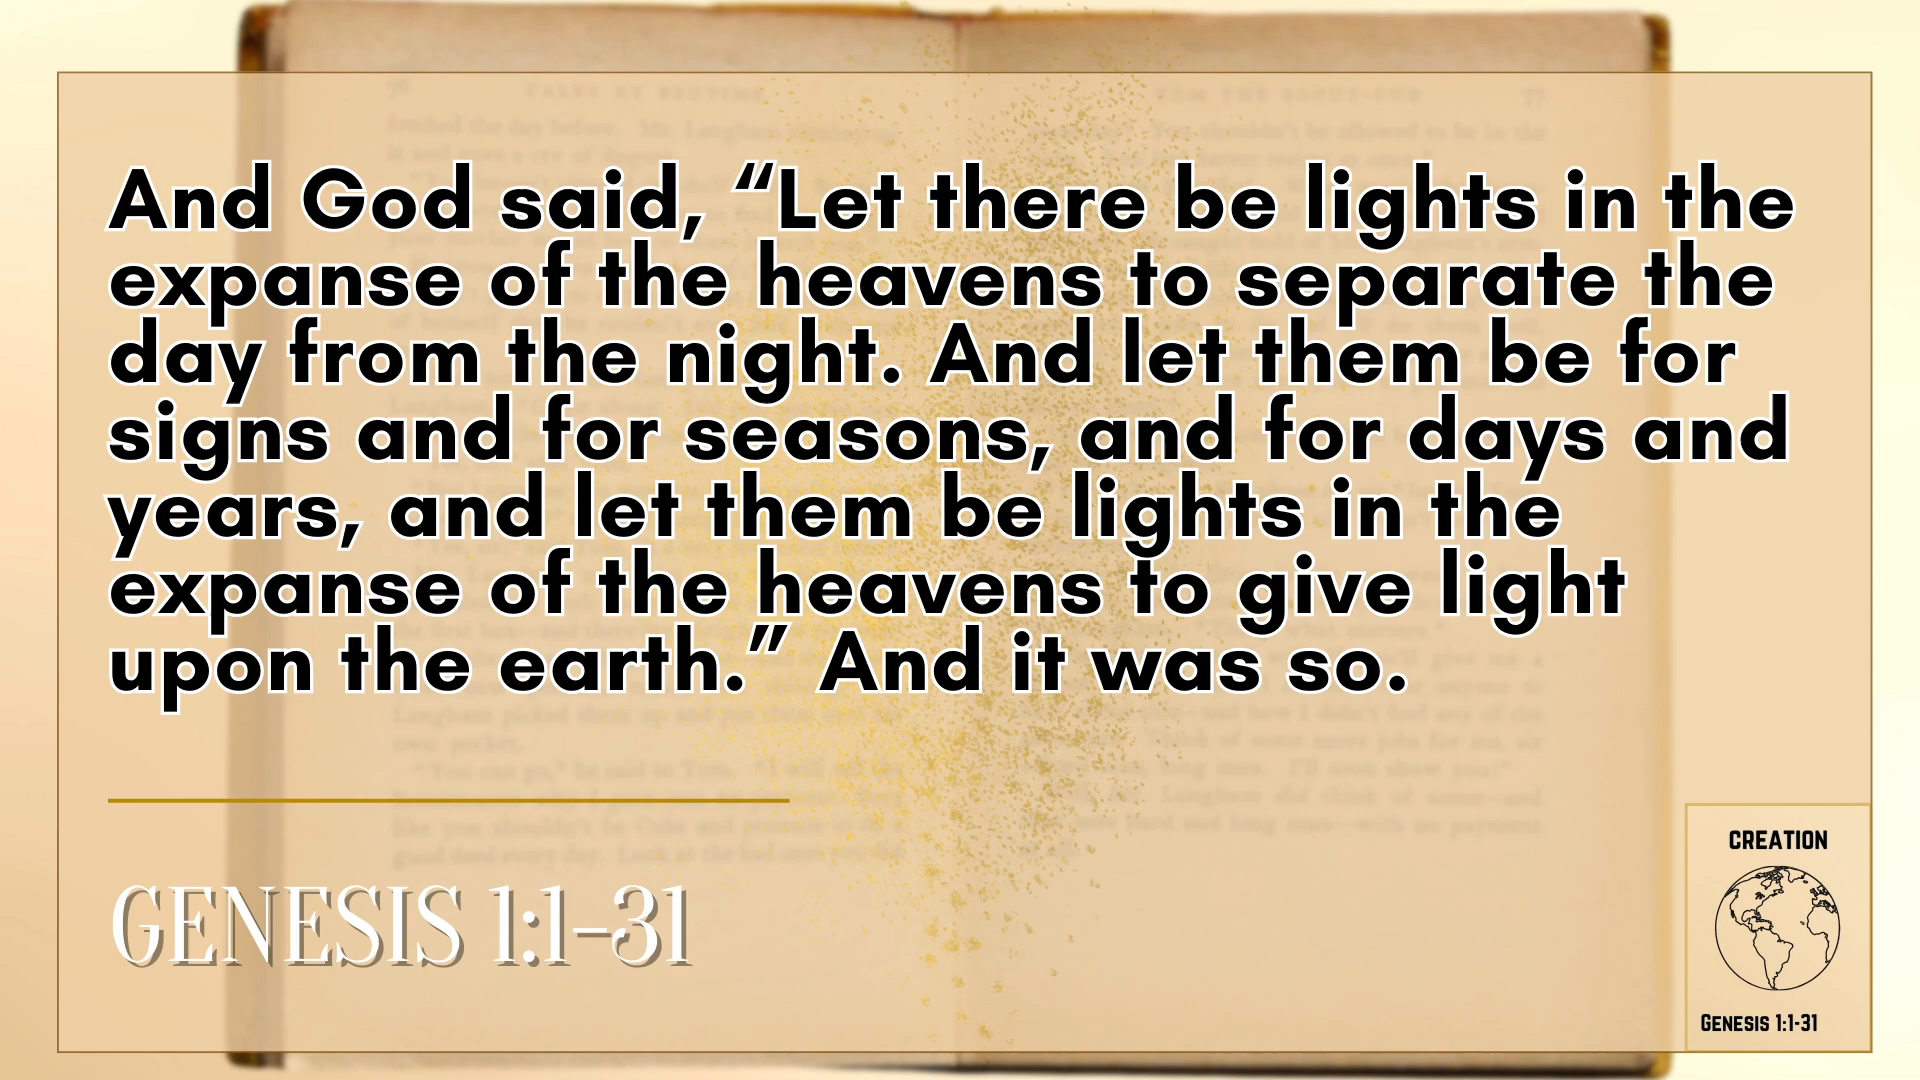 And God said, “Let there be lights in the
expanse of the heavens to separate the
day from the night. And let them be for
signs and for seasons, and for days and
years, and let them be lights in the
expanse of the heavens to give light
upon the earth.” And it was so.
GENESIS 1:1-31
CREATION
GENESIS 1:1-31